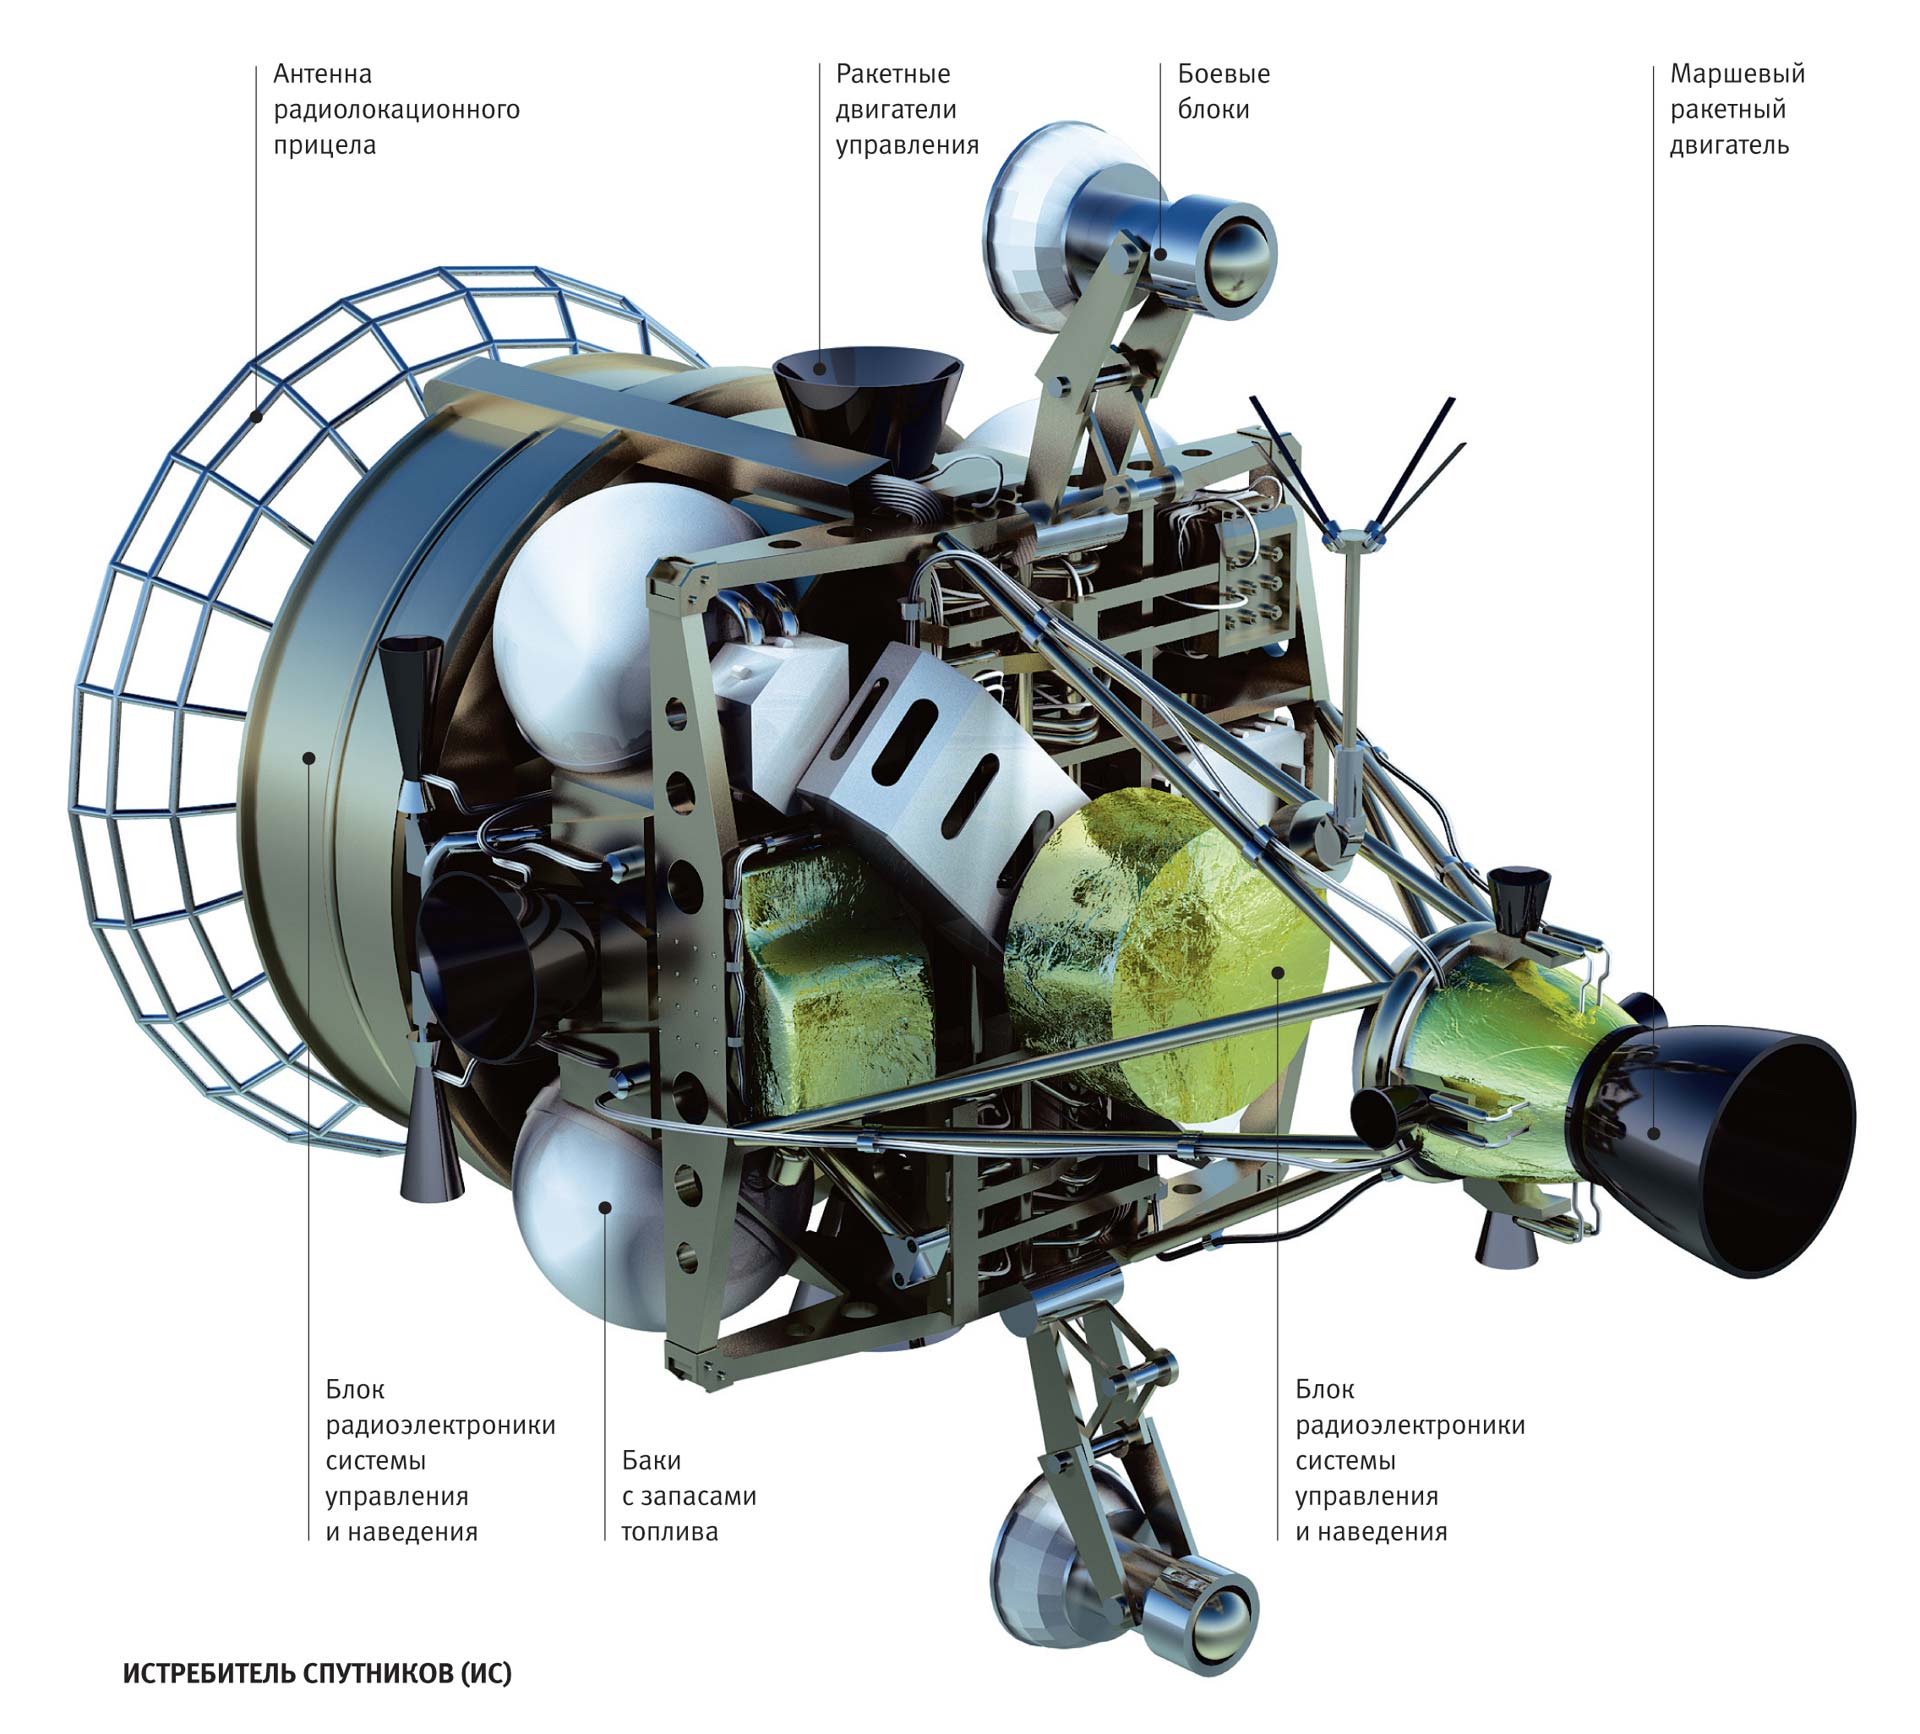 Антенна
радиолокационного
прицела
Ракетные
двигатели
управления
Боевые
блоки
Маршевый
ракетный
двигатель
Блок
радиоэлектроники
системы
управления
и наведения
Баки
с запасами
топлива
Блок
радиоэлектроники
системы
управления
и наведения
ИСТРЕБИТЕЛЬ СПУТНИКОВ (ИС)